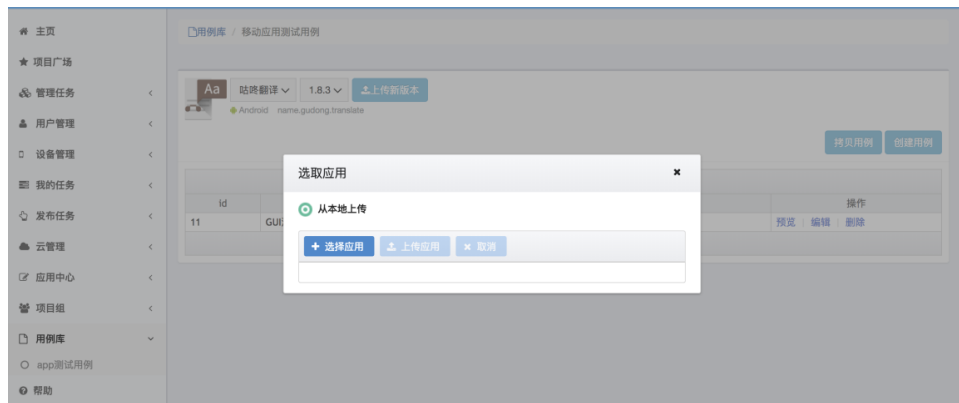 主页
项目广场
管理任务
用户管理
设备管理
我的任务
发布任务
云管理
应用中心
项目组
用例库
app测试用例
帮助
用例库 / 移动应用测试用例
Aa
咕咚翻译 1.8.3 上传新版本
Android name.gudong.translate
拷贝用例 创建用例
id 操作
11 GUI 预览 | 编辑 | 删除
选取应用
从本地上传
选择应用 上传应用 取消